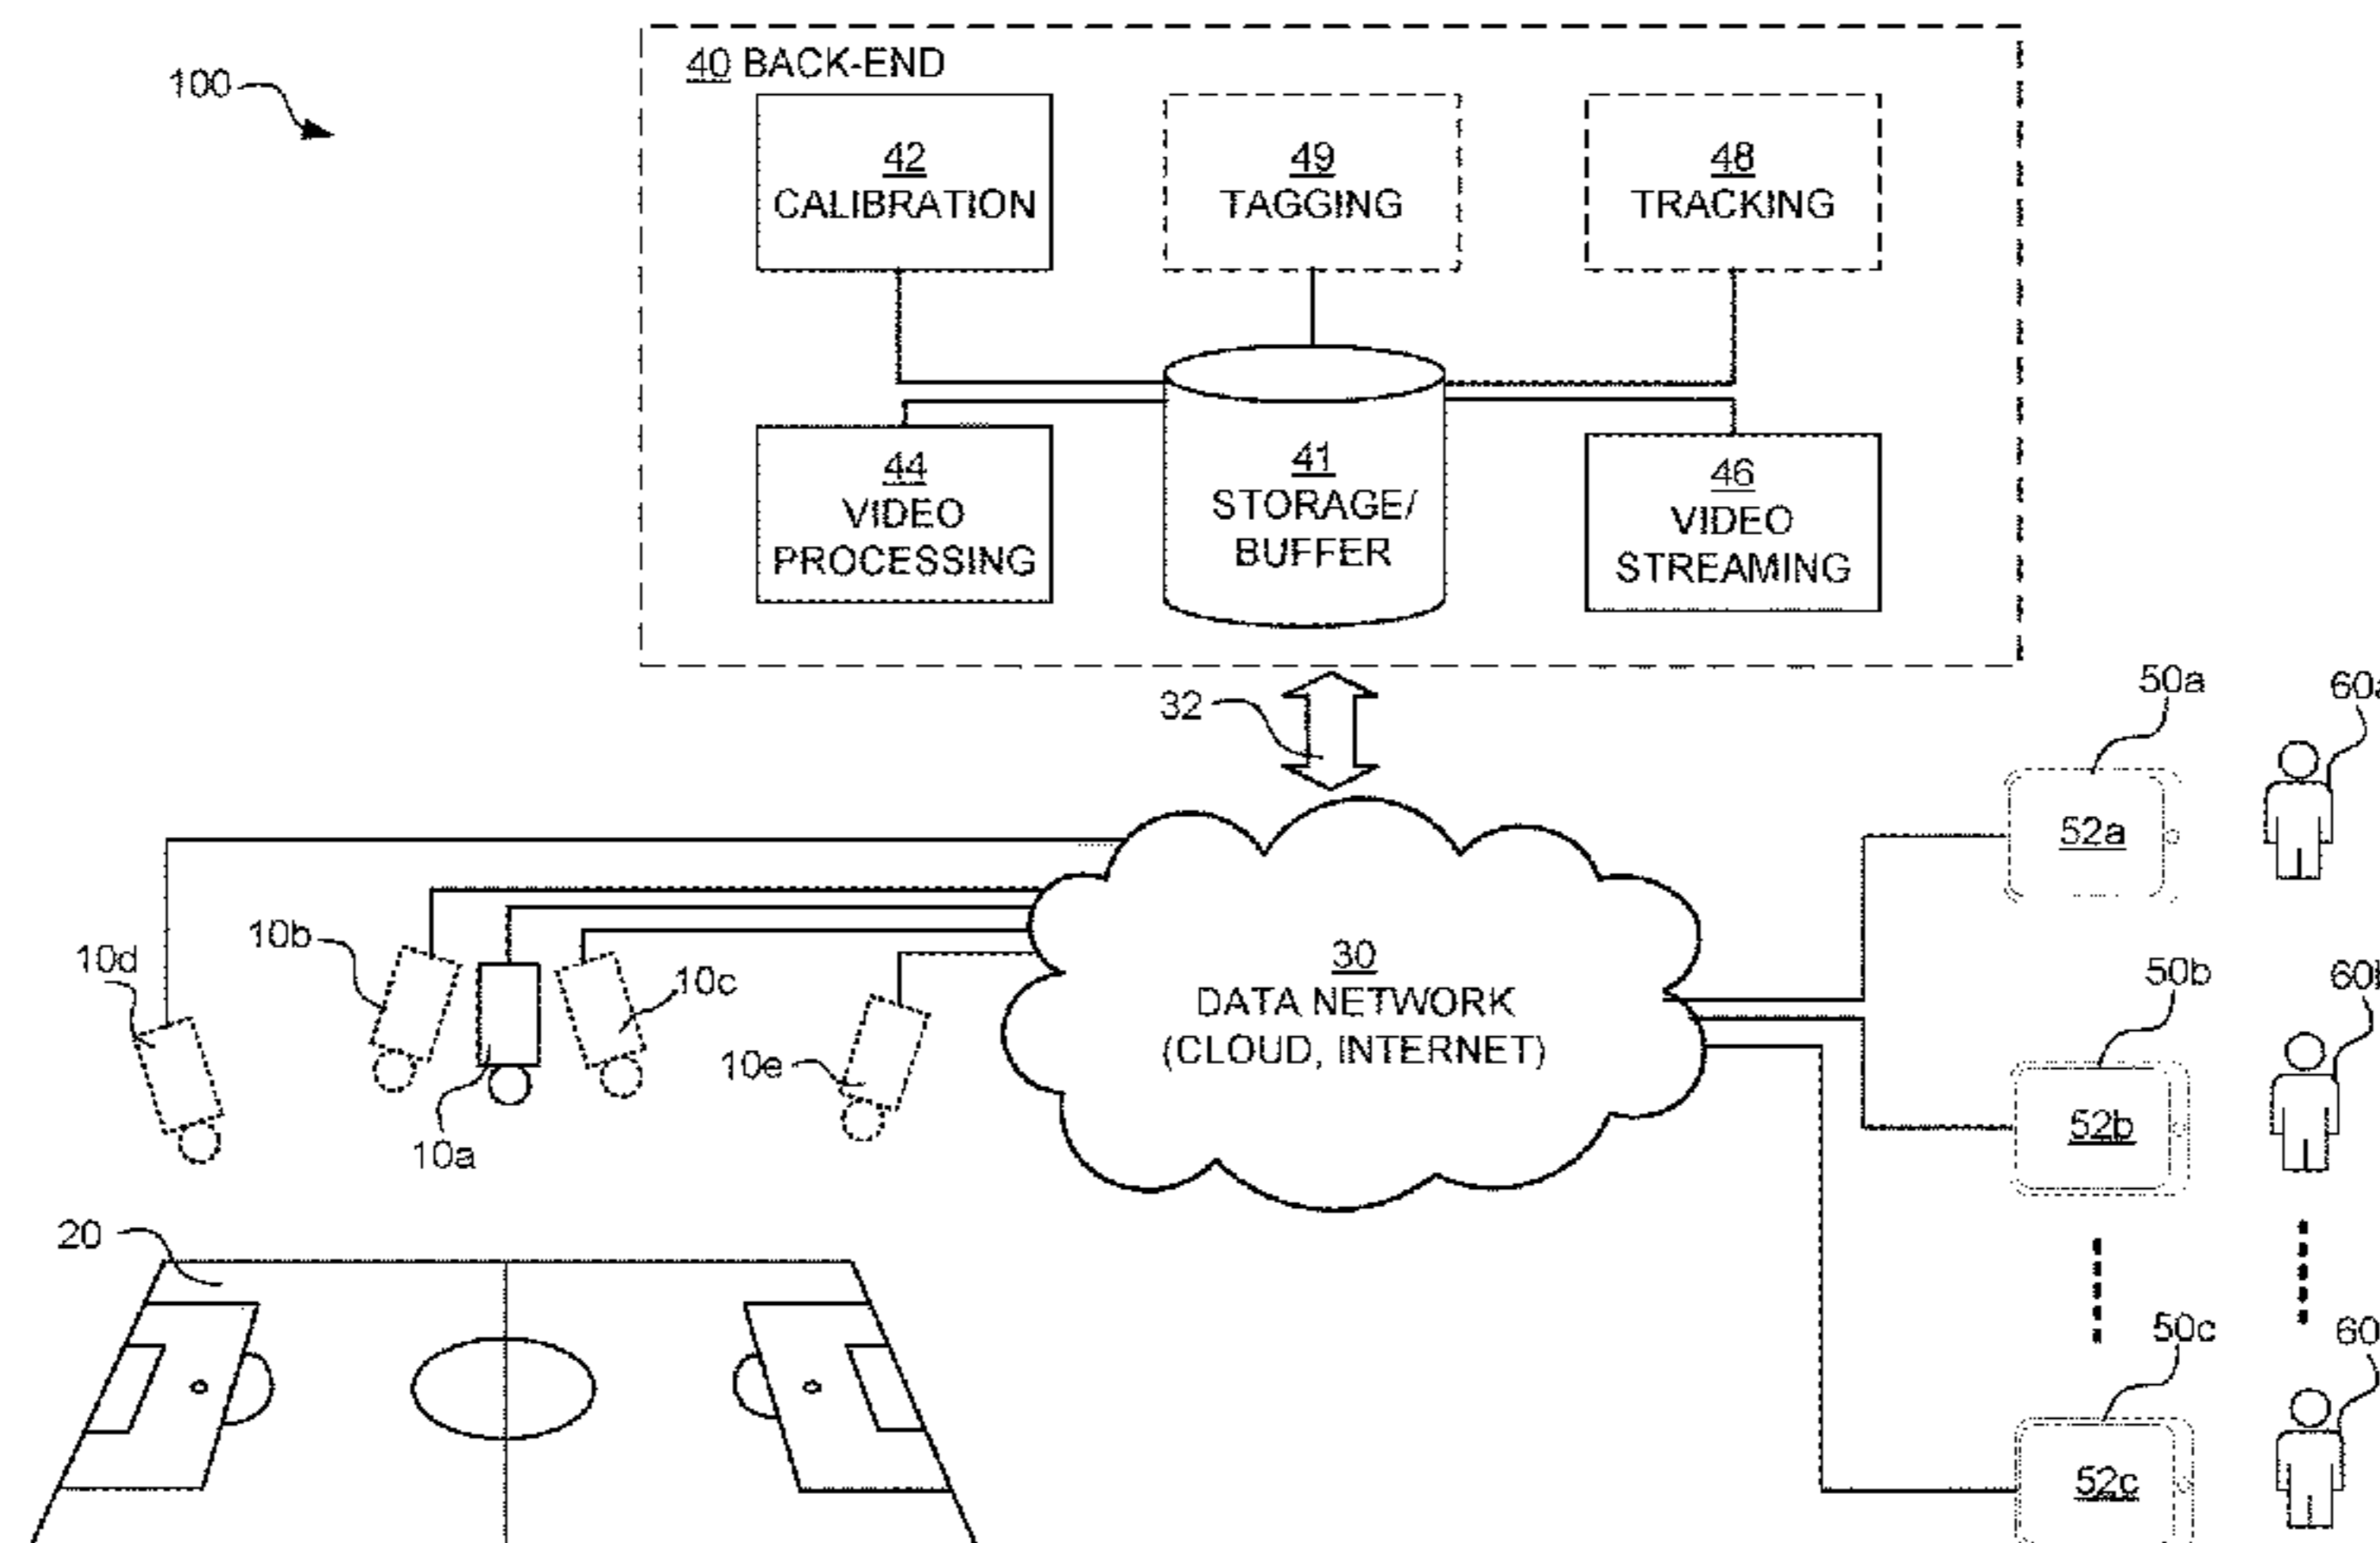 100
40 BACK-END
42
CALIBRATION
49
TAGGING
48
TRACKING
44
VIDEO
PROCESSING
41
STORAGE/
BUFFER
46
VIDEO
STREAMING
32
50a
60a
52a
10d
10b
10c
10a
10e
30
DATA NETWORK
(CLOUD, INTERNET)
50b
52b
20
50c
52c